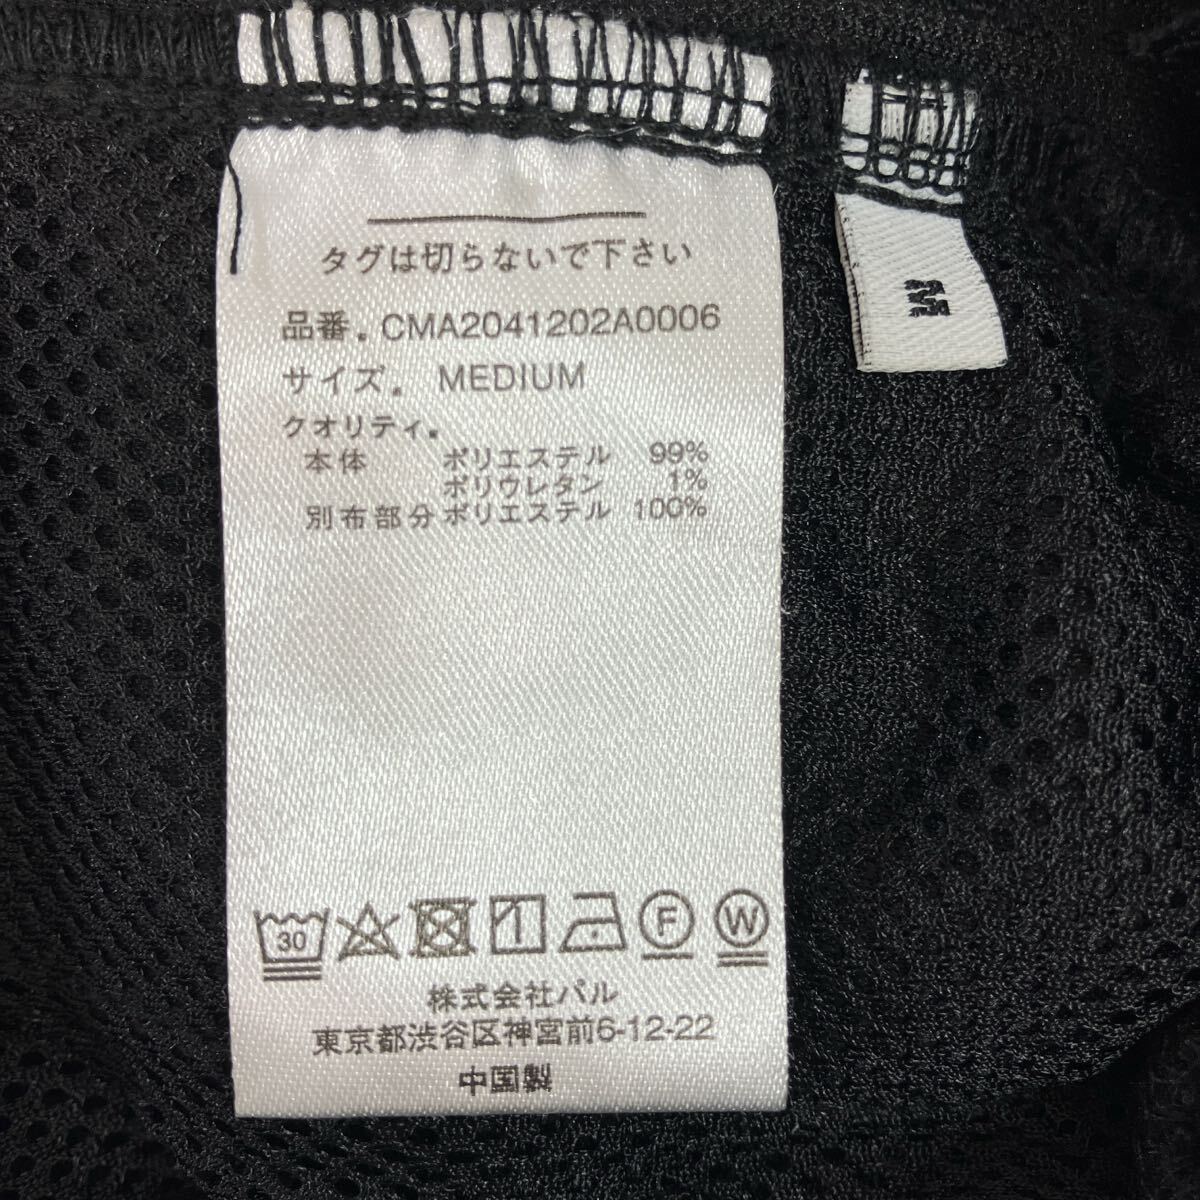 タグは切らないで下さい
品番. CMA2041202A0006
サイズ. MEDIUM
クオリティ.
本体 ポリエステル 99%
ポリウレタン 1%
別布部分 ポリエステル 100%
30
F
W
株式会社パル
東京都渋谷区神宮前6-12-22
中国製
M